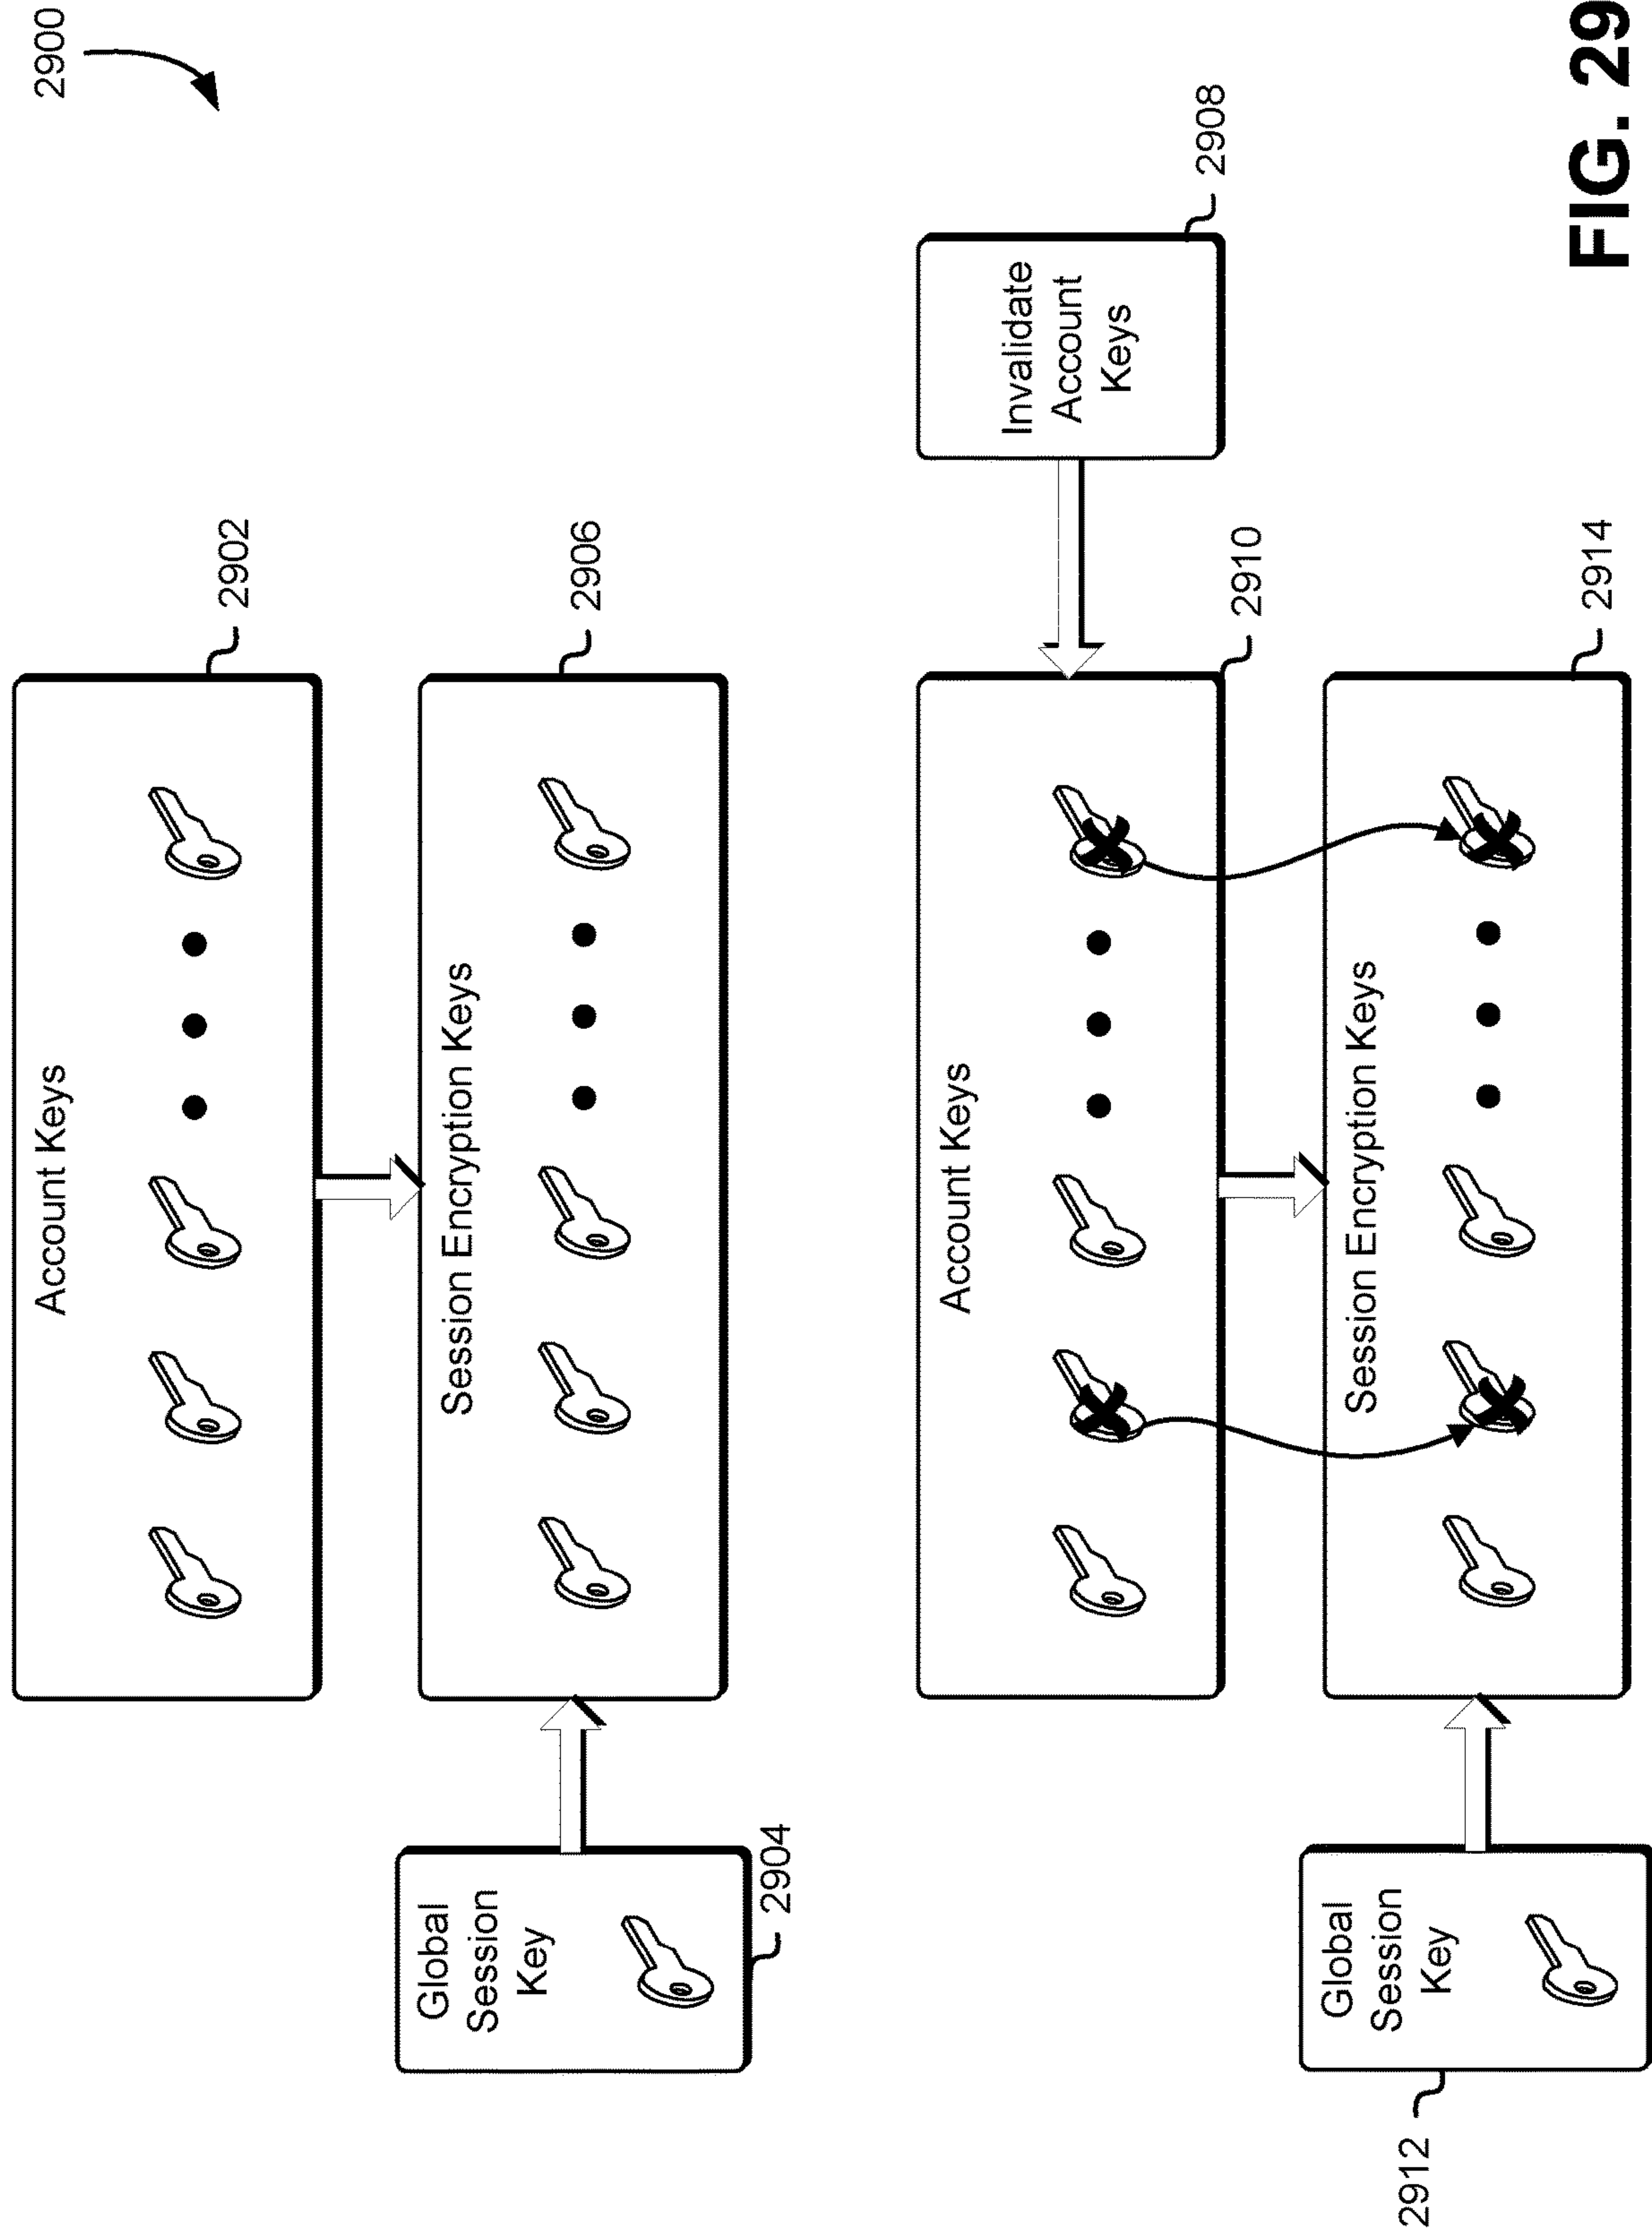 2900
Account Keys
2902
Global
Session
Key
2904
Session Encryption Keys
2906
Account Keys
2910
Invalidate
Account
Keys
2908
Global
Session
Key
2912
Session Encryption Keys
2914
FIG. 29